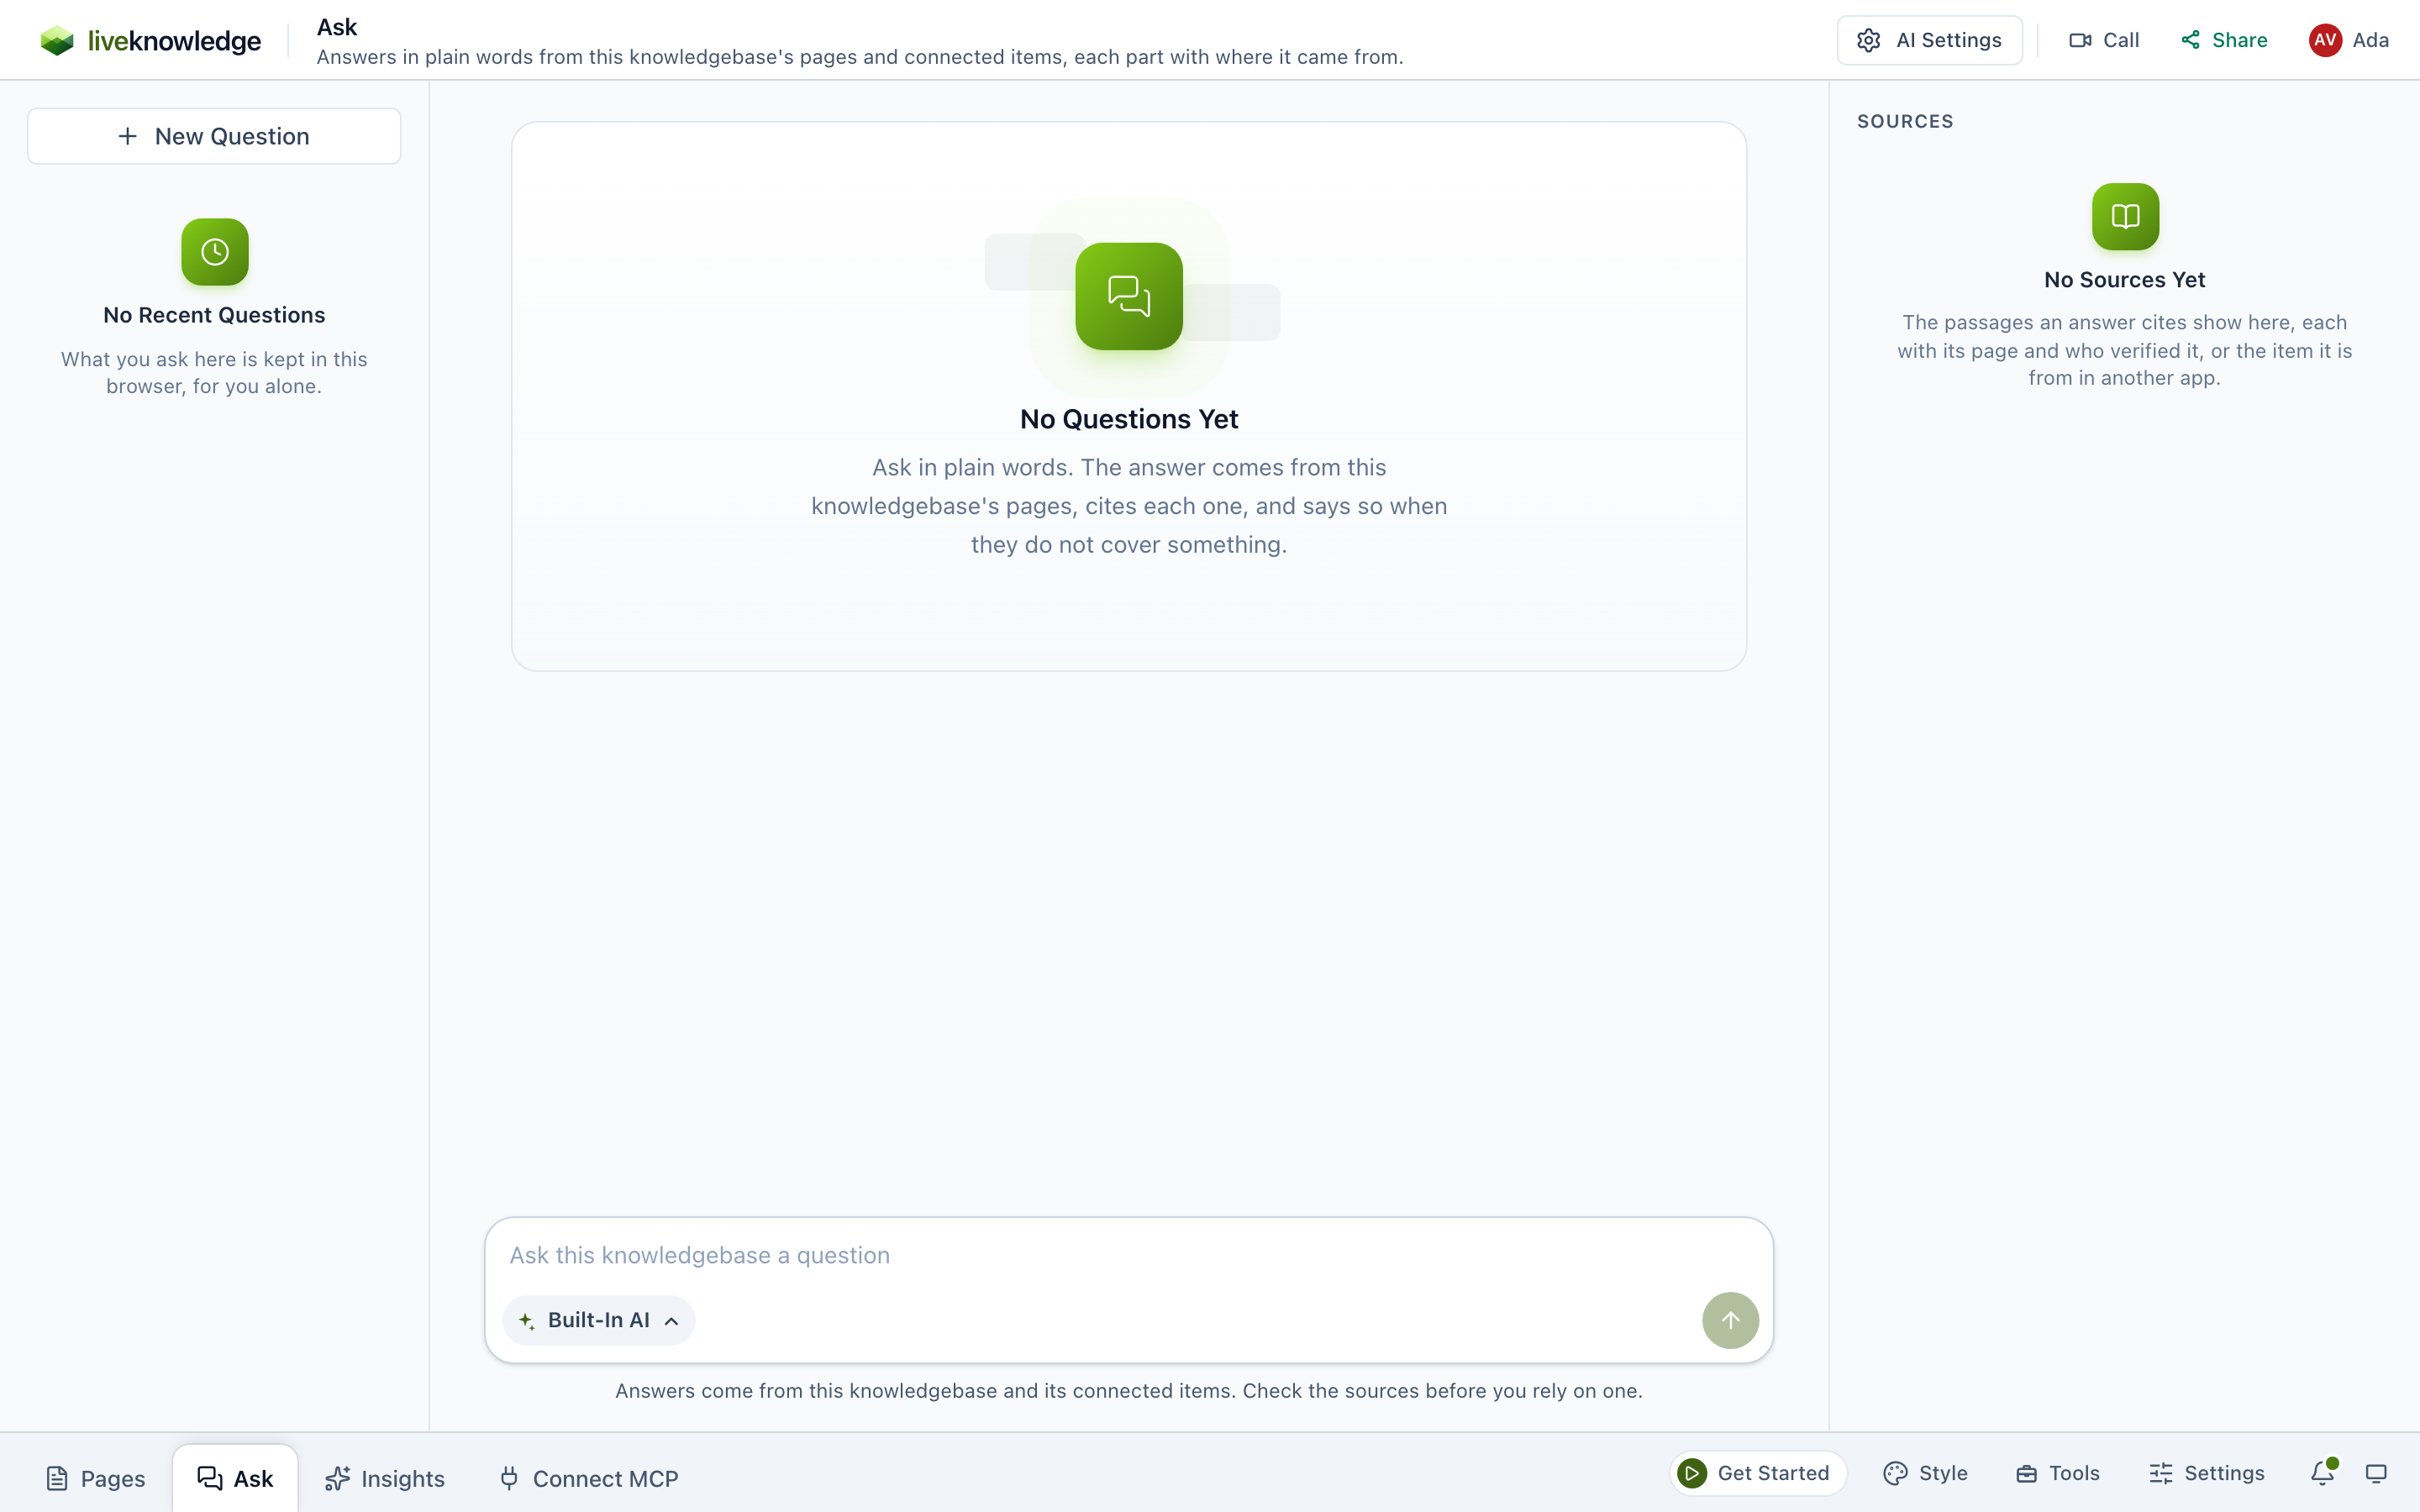 liveknowledge
Ask
Answers in plain words from this knowledgebase's pages and connected items, each part with where it came from.
AI Settings
Call
Share
AV
Ada
New Question
No Recent Questions
What you ask here is kept in this
browser, for you alone.
No Questions Yet
Ask in plain words. The answer comes from this
knowledgebase's pages, cites each one, and says so when
they do not cover something.
SOURCES
No Sources Yet
The passages an answer cites show here, each
with its page and who verified it, or the item it is
from in another app.
Ask this knowledgebase a question
Built-In AI
Answers come from this knowledgebase and its connected items. Check the sources before you rely on one.
Pages
Ask
Insights
Connect MCP
Get Started
Style
Tools
Settings